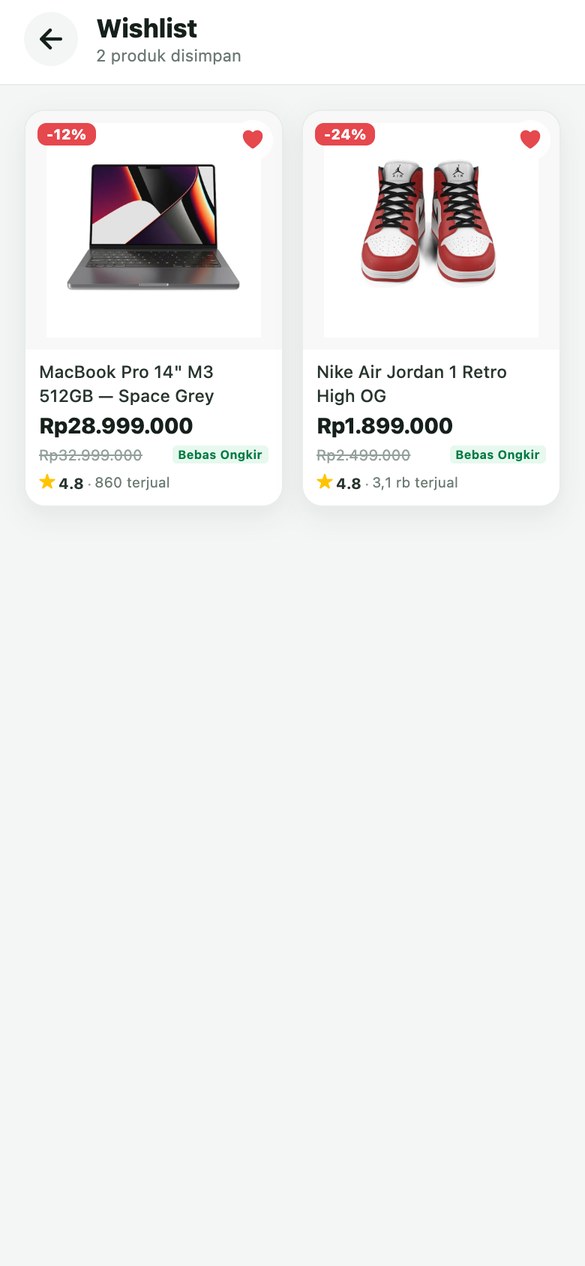 Wishlist
2 produk disimpan
-12%
MacBook Pro 14" M3
512GB — Space Grey
Rp28.999.000
Rp32.999.000 Bebas Ongkir
4.8 · 860 terjual
-24%
Nike Air Jordan 1 Retro
High OG
Rp1.899.000
Rp2.499.000 Bebas Ongkir
4.8 · 3,1 rb terjual